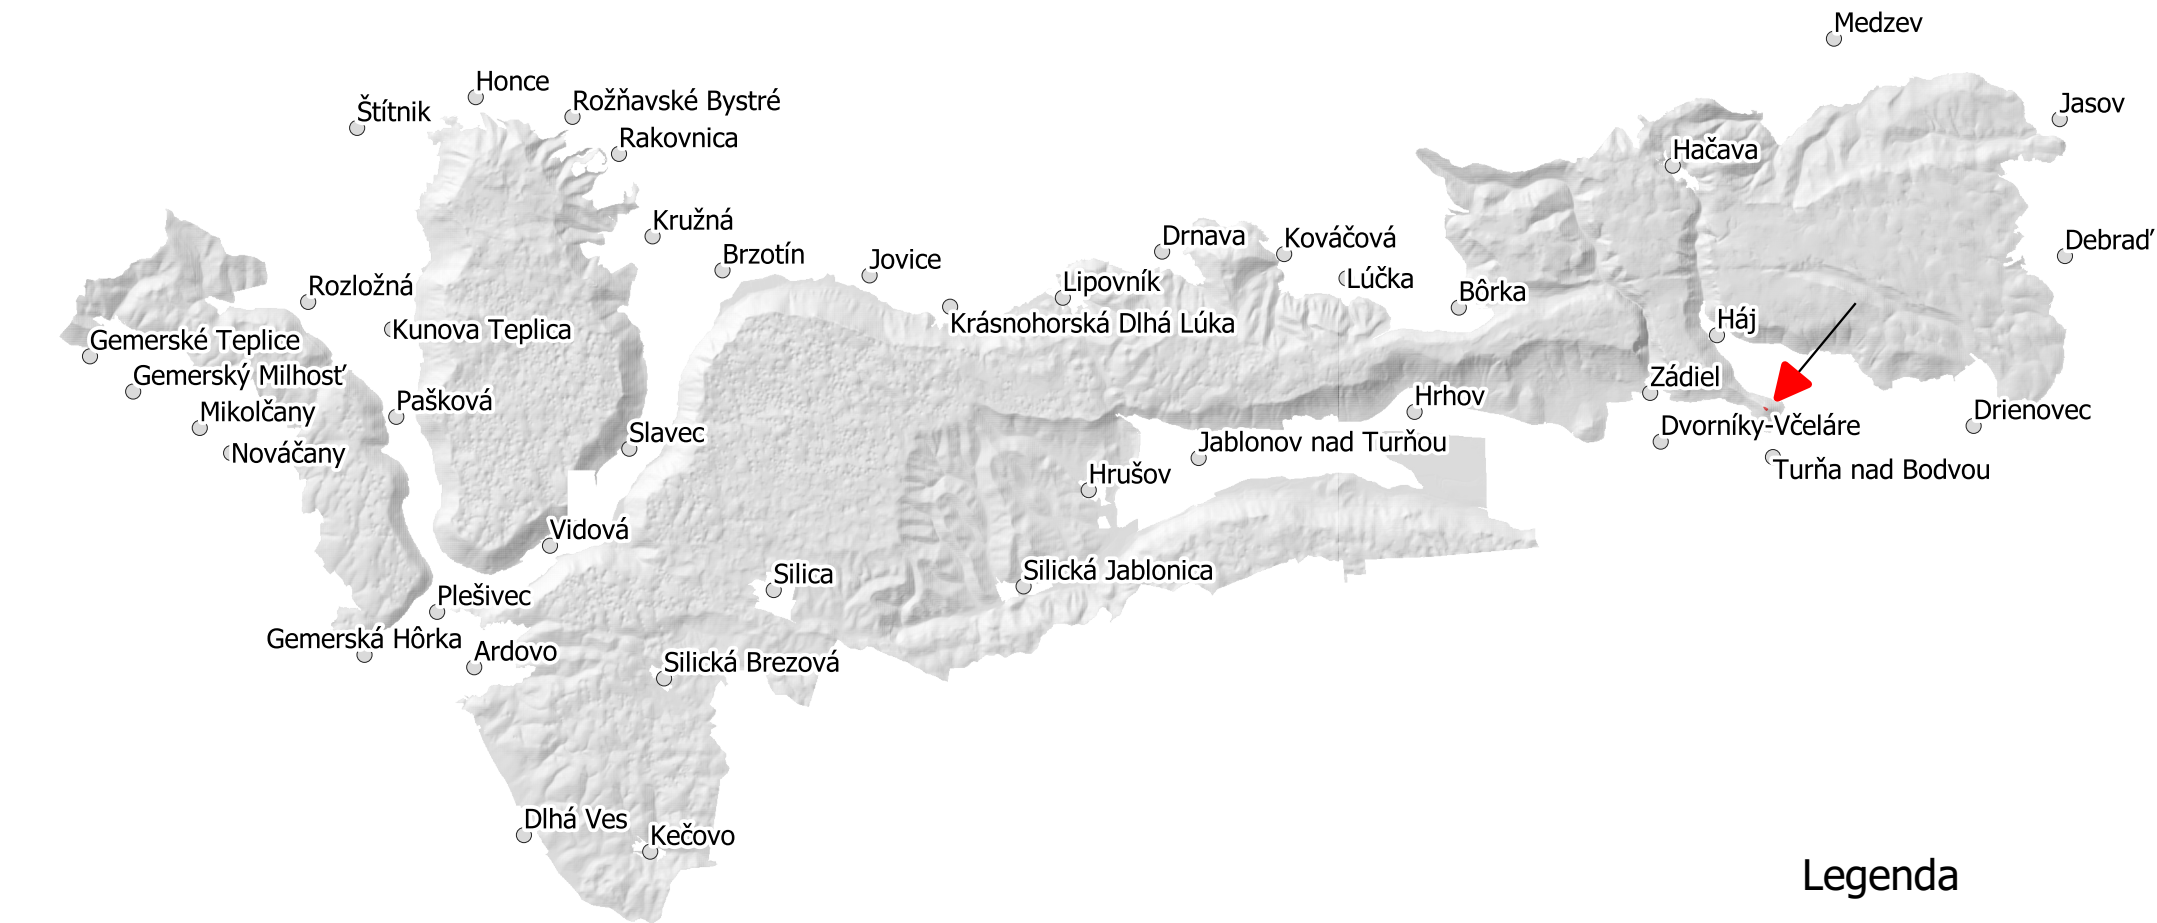 Medzev
Honce
Štítnik
Rožňavské Bystré
Jasov
Rakovnica
Hačava
Kružná
Drnava
Kováčová
Debraď
Brzotín
Jovice
Lúčka
Lipovník
Rozložná
Bôrka
Krásnohorská Dlhá Lúka
Háj
Kunova Teplica
Gemerské Teplice
Gemerský Milhosť
Zádiel
Hrhov
Pašková
Mikolčany
Drienovec
Dvorníky-Včeláre
Slavec
Jablonov nad Turňou
Nováčany
Turňa nad Bodvou
Hrušov
Vidová
Silica
Silická Jablonica
Plešivec
Gemerská Hôrka
Ardovo
Silická Brezová
Dlhá Ves
Kečovo
Legenda